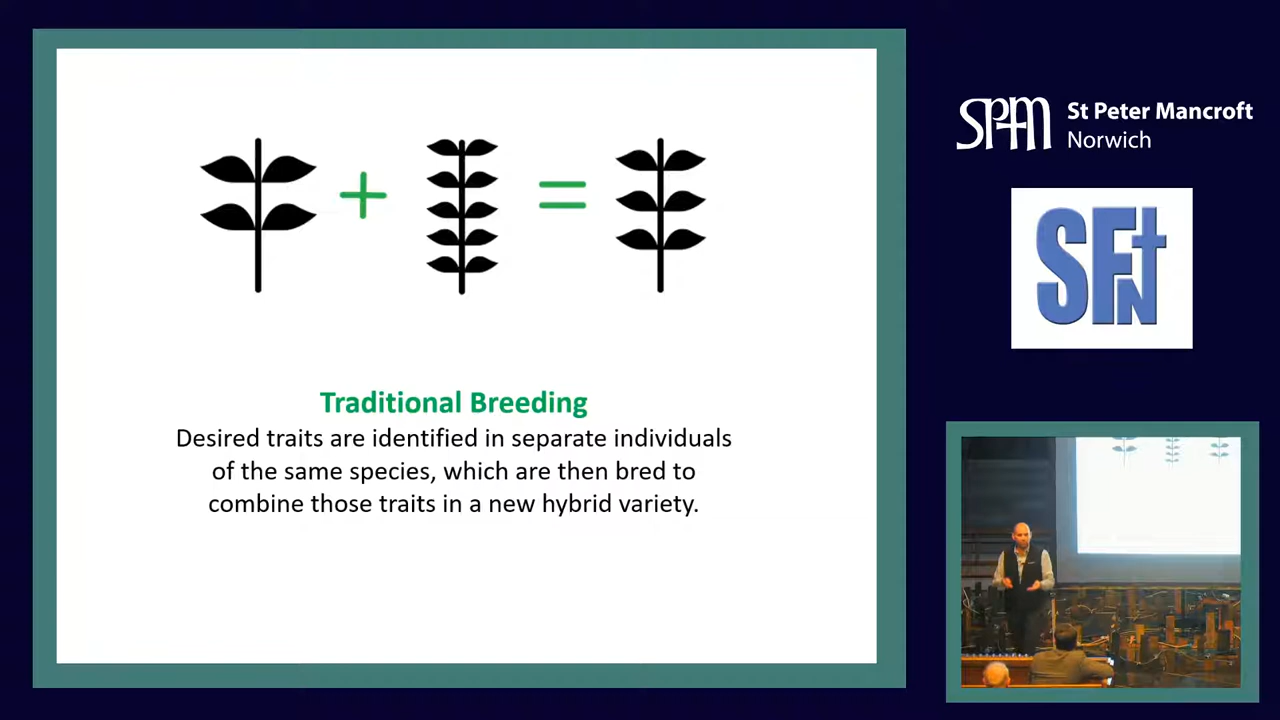 Traditional Breeding
Desired traits are identified in separate individuals
of the same species, which are then bred to
combine those traits in a new hybrid variety.
SPM
St Peter Mancroft
Norwich
SFN